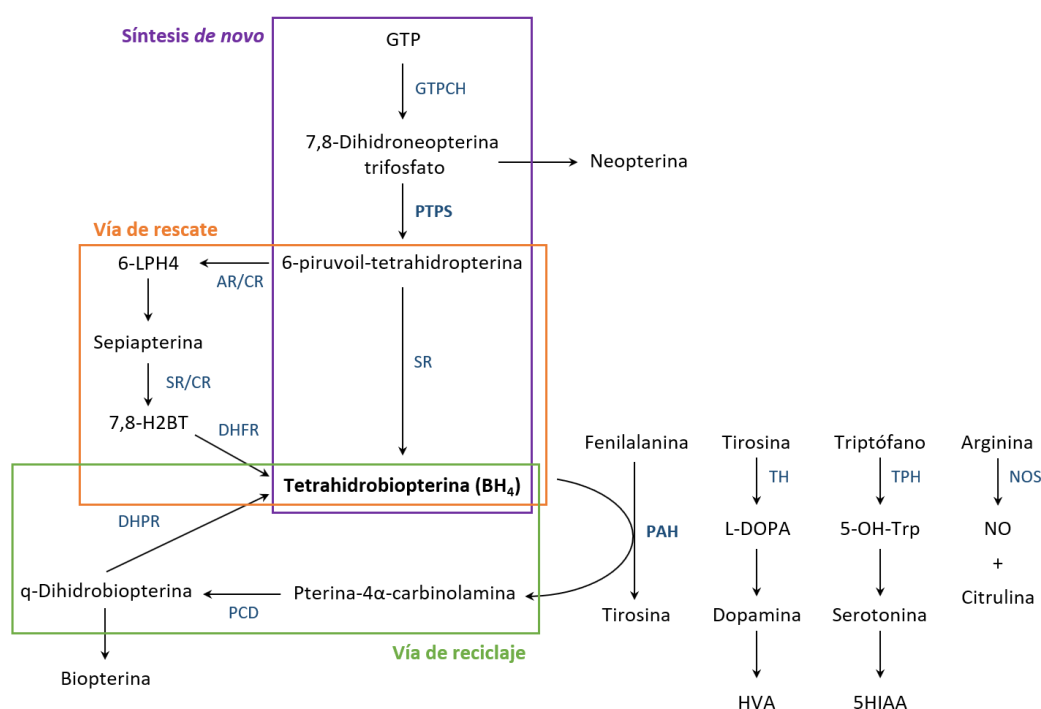 Síntesis de novo
GTP
GTPCH
7,8-Dihidroneopterina
trifosfato
Neopterina
PTPS
Vía de rescate
6-LPH4
6-piruvoil-tetrahidropterina
AR/CR
Sepiapterina
SR
SR/CR
7,8-H2BT
DHFR
Fenilalanina
Tirosina
Triptófano
Arginina
TH
TPH
NOS
Tetrahidrobiopterina (BH4)
DHPR
PAH
L-DOPA
5-OH-Trp
NO
+
q-Dihidrobiopterina
Pterina-4α-carbinolamina
Citrulina
PCD
Tirosina
Dopamina
Serotonina
Vía de reciclaje
Biopterina
HVA
5HIAA